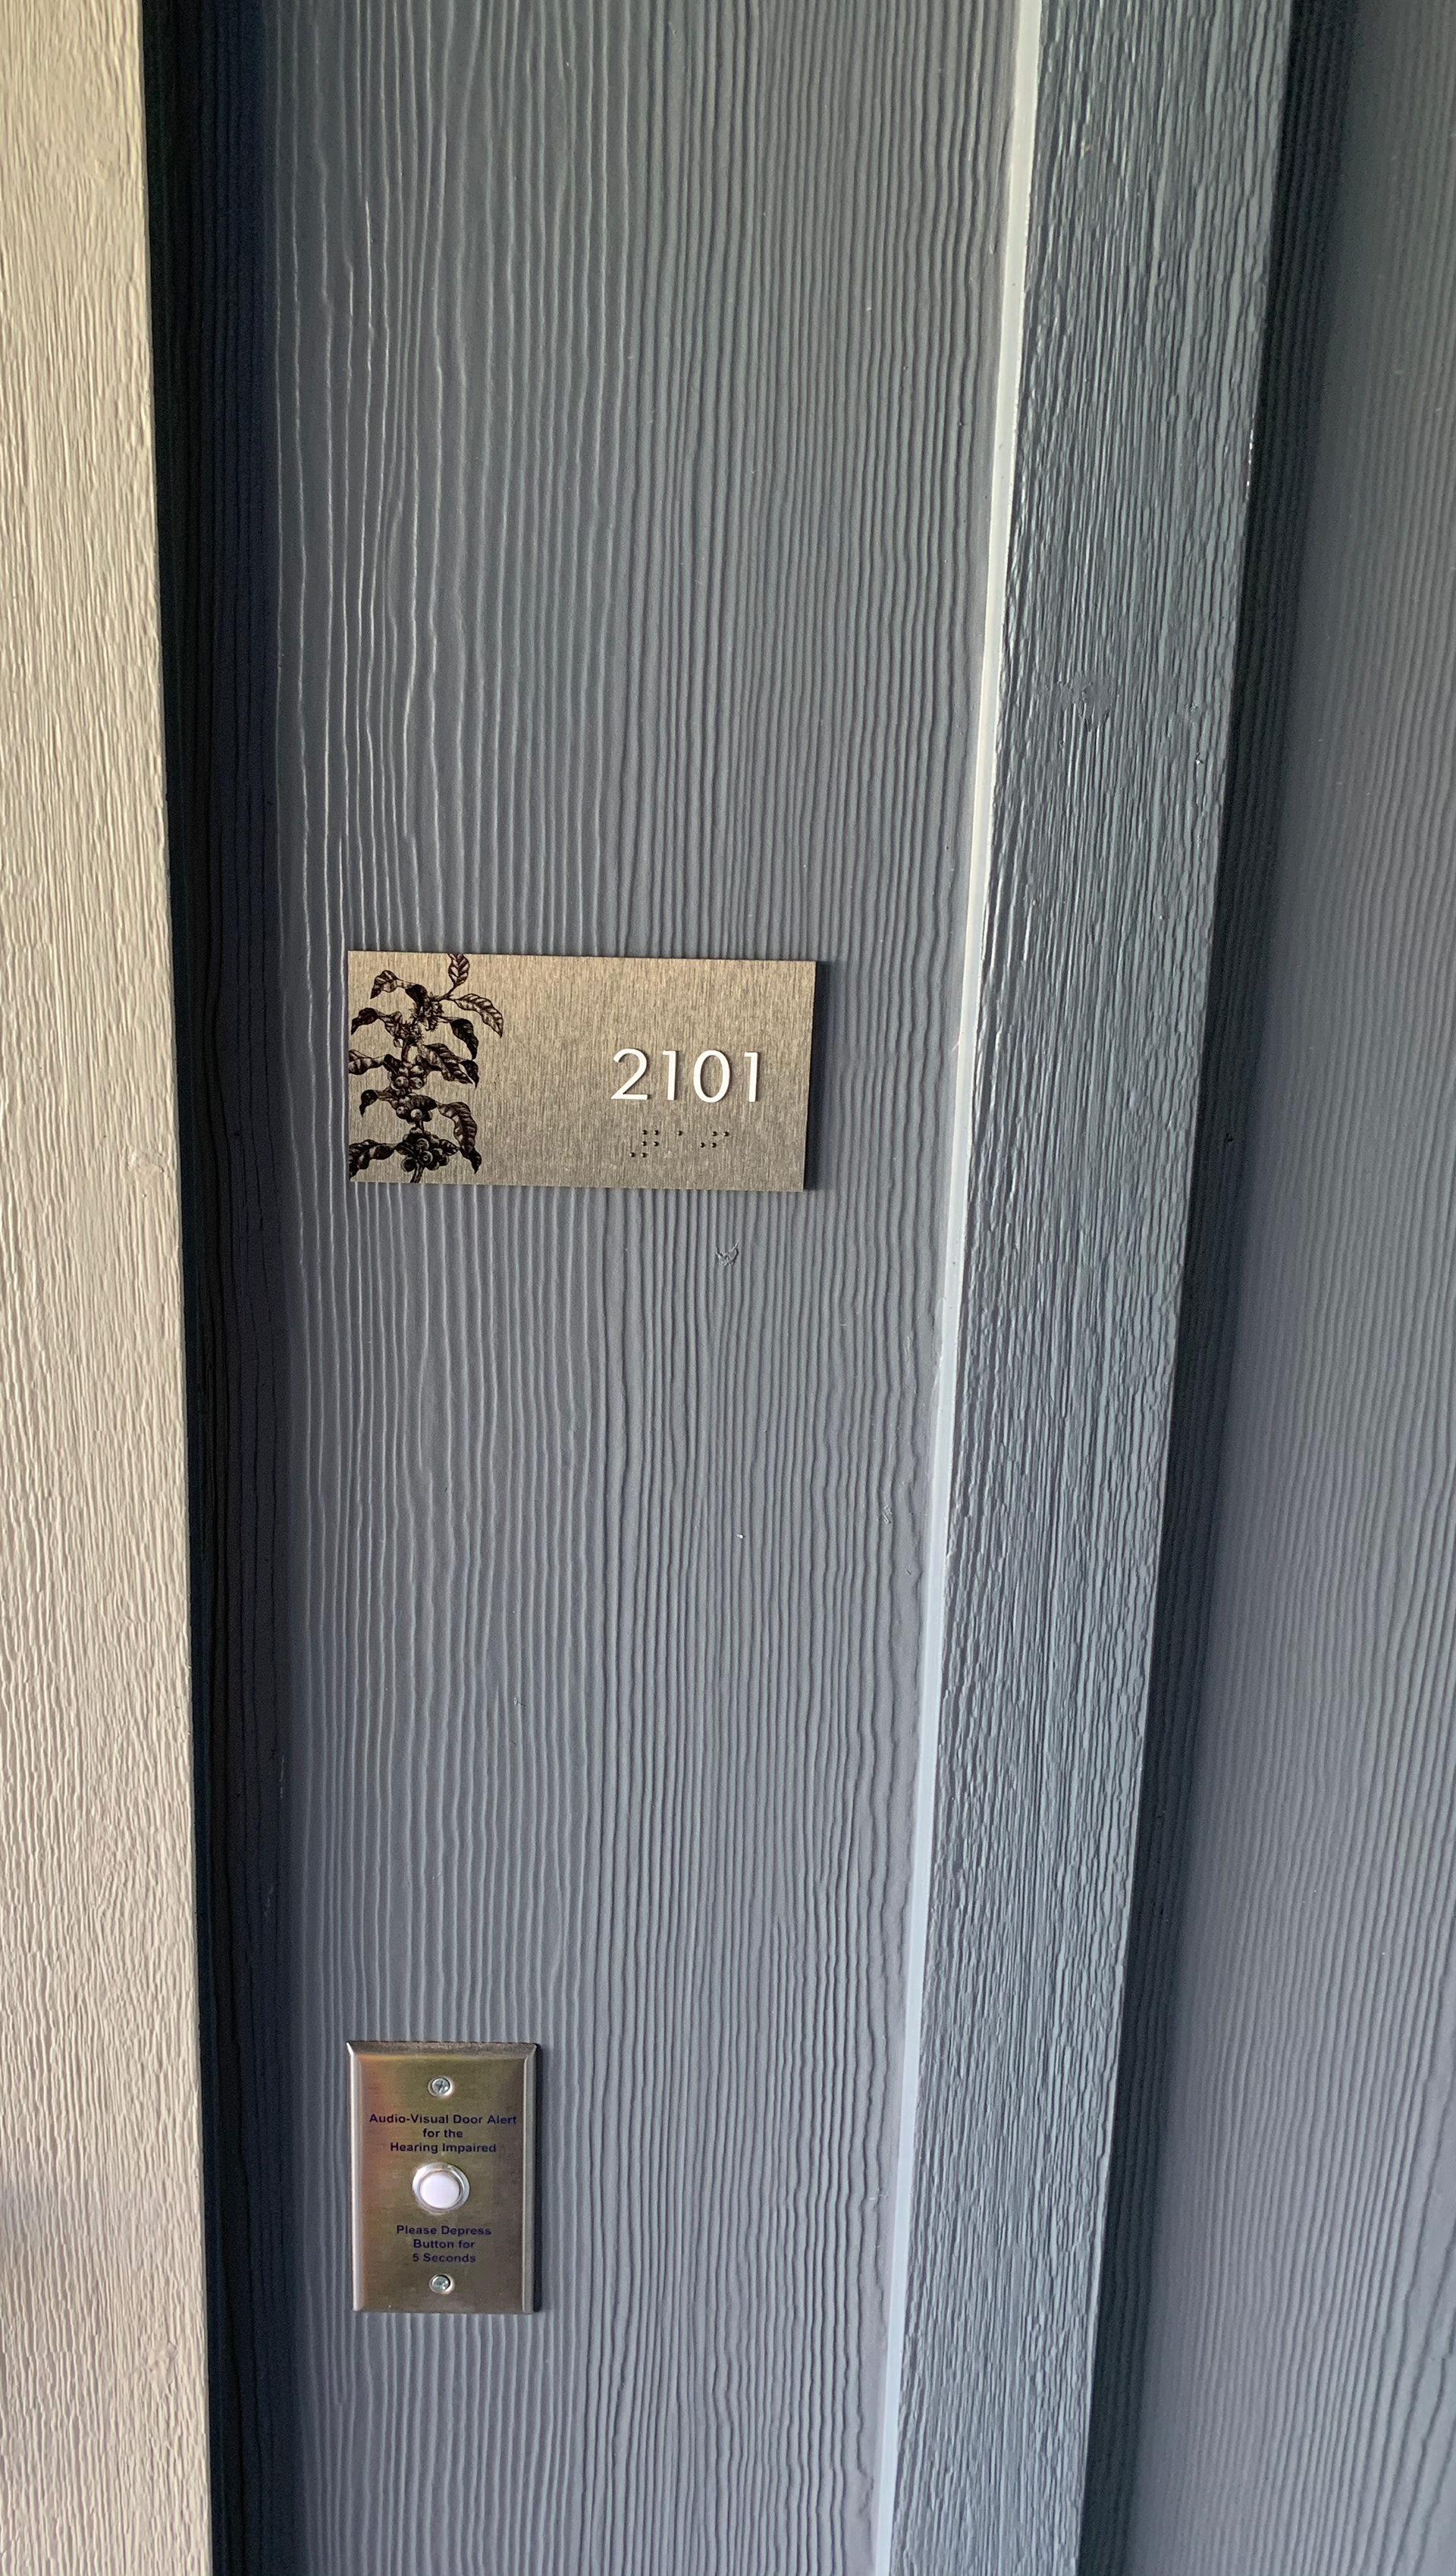 2101
Audio-Visual Door Alert
for the
Hearing Impaired
Please Depress
Button for
5 Seconds